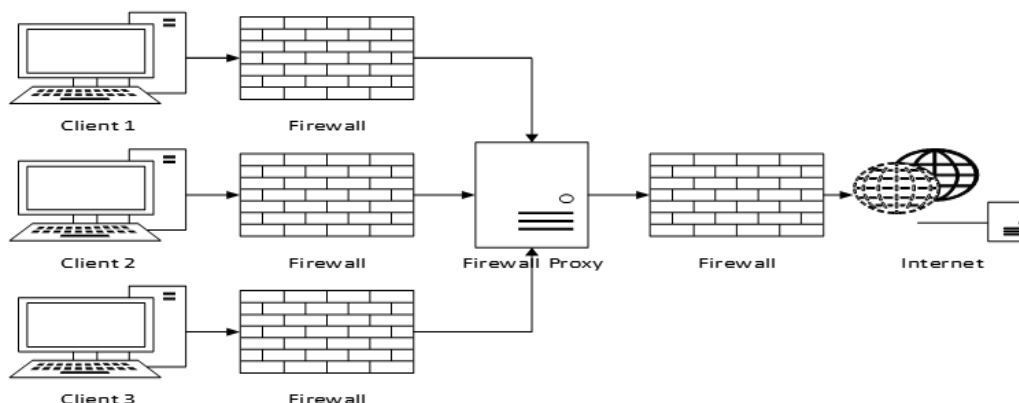 Client 1
Firewall
Client 2
Firewall
Firewall Proxy
Firewall
Internet
Client 3
Firewall